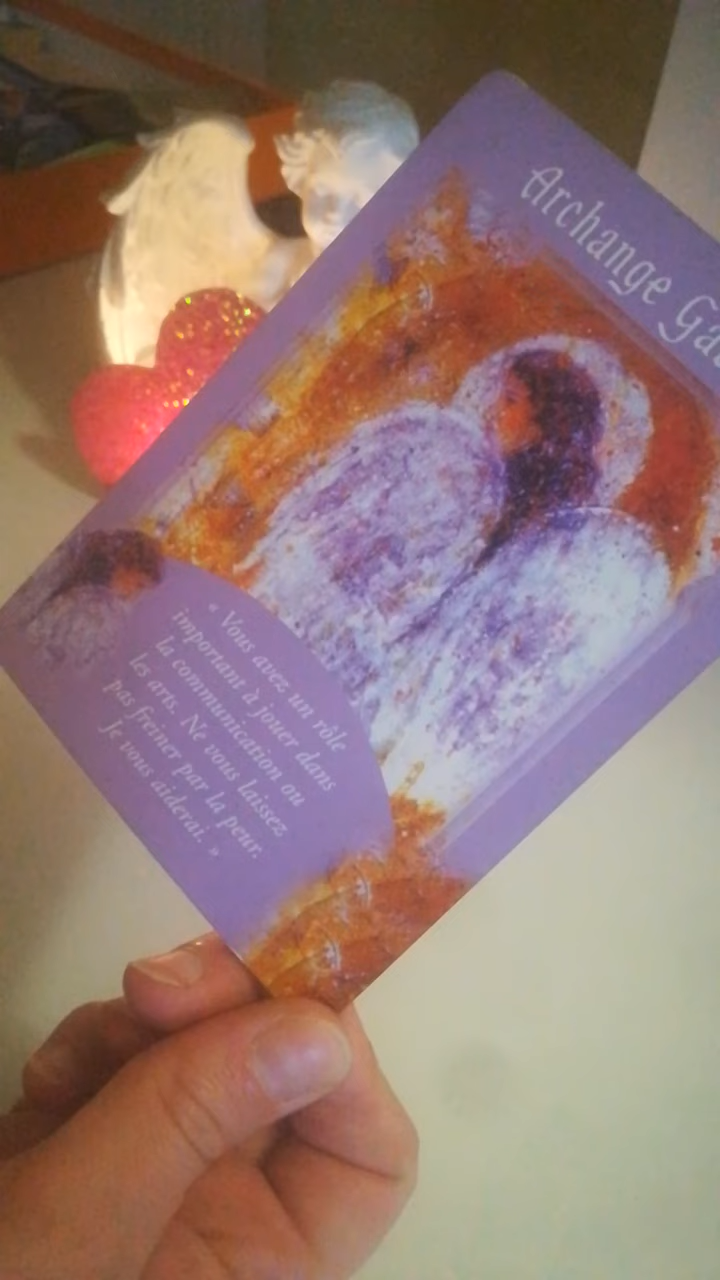 Archange Ga
« Vous avez un rôle
important à jouer dans
la communication ou
les arts. Ne vous laissez
pas freiner par la peur.
Je vous aiderai. »